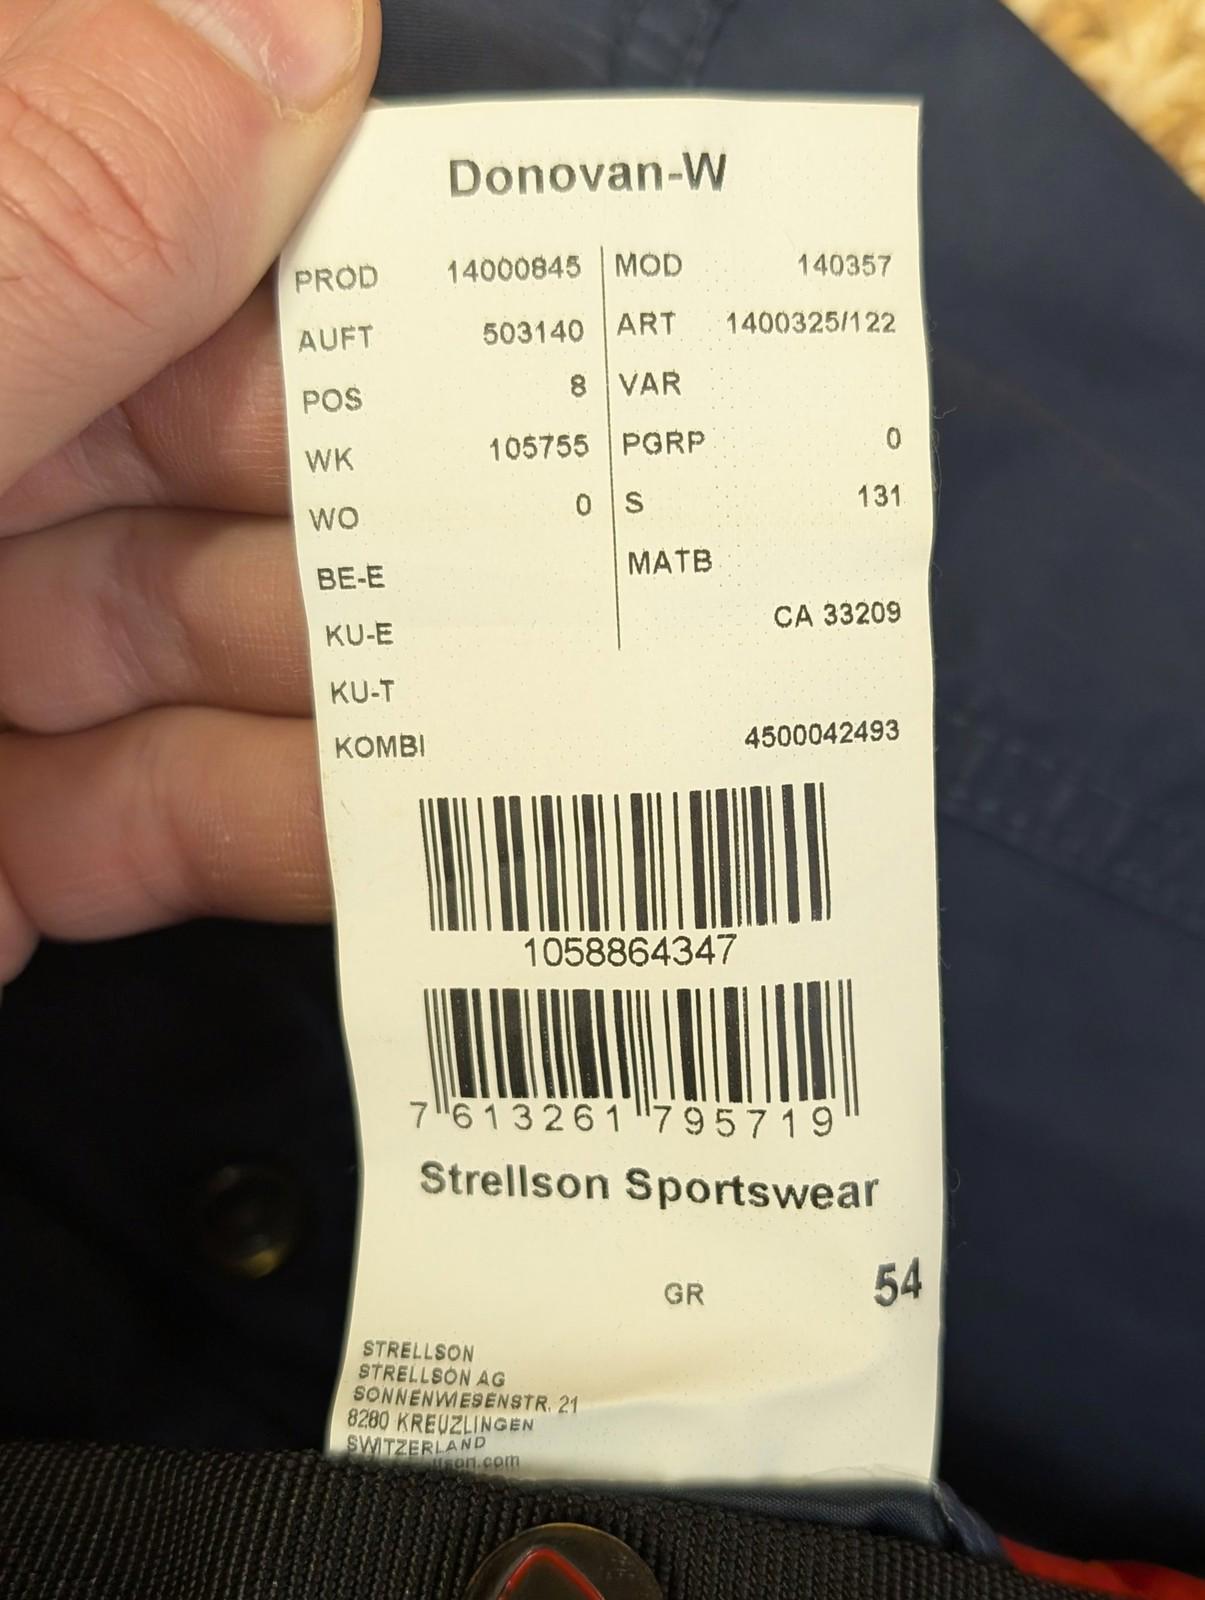 Donovan-W
PROD 14000845 MOD 140357
AUFT 503140 ART 1400325/122
POS 8 VAR
WK 105755 PGRP 0
WO 0 S 131
BE-E MATB
KU-E CA 33209
KU-T
KOMBI 4500042493
1058864347
7 613261 795719
Strellson Sportswear
GR 54
STRELLSON
STRELLSON AG
SONNENWIESENSTR. 21
8280 KREUZLINGEN
SWITZERLAND